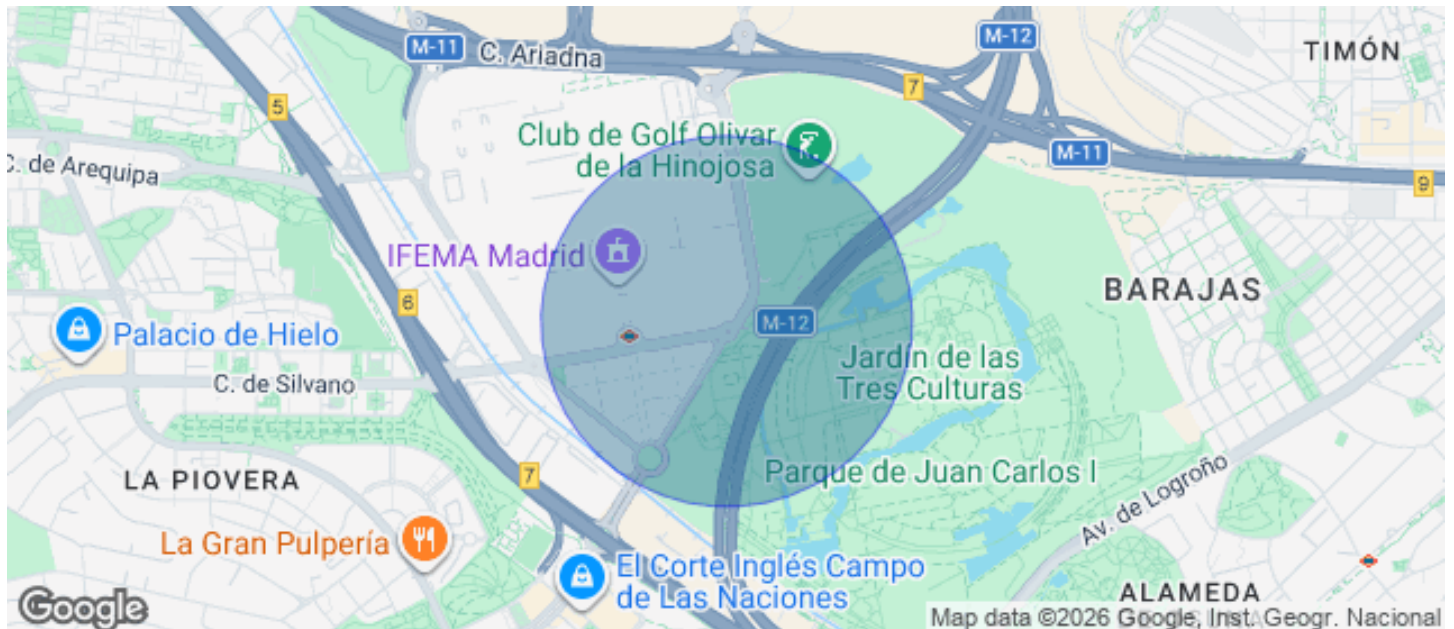 M-11
C. Ariadna
M-12
TIMÓN
5
7
Club de Golf Olivar
de la Hinojosa
M-11
C. de Arequipa
9
IFEMA Madrid
BARAJAS
6
Palacio de Hielo
M-12
Jardín de las
Tres Culturas
C. de Silvano
LA PIOVERA
7
Parque de Juan Carlos I
Av. de Logroño
La Gran Pulpería
El Corte Inglés Campo
de Las Naciones
ALAMEDA
Google
Map data ©2026 Google, Inst. Geogr. Nacional